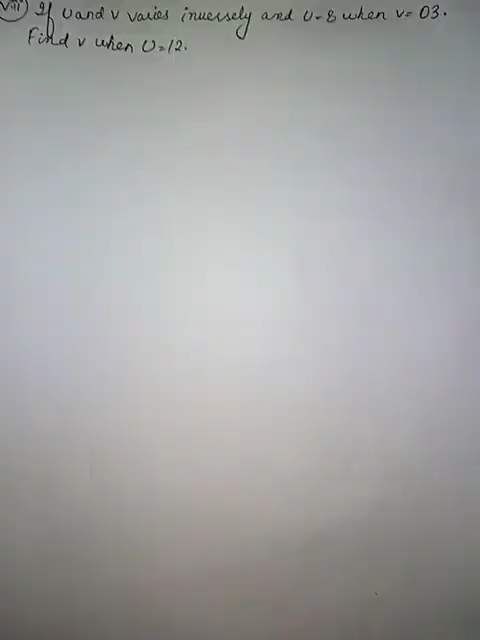 viii) If U and v varies inversely and U=8 when v= 03.
Find v when U=12.